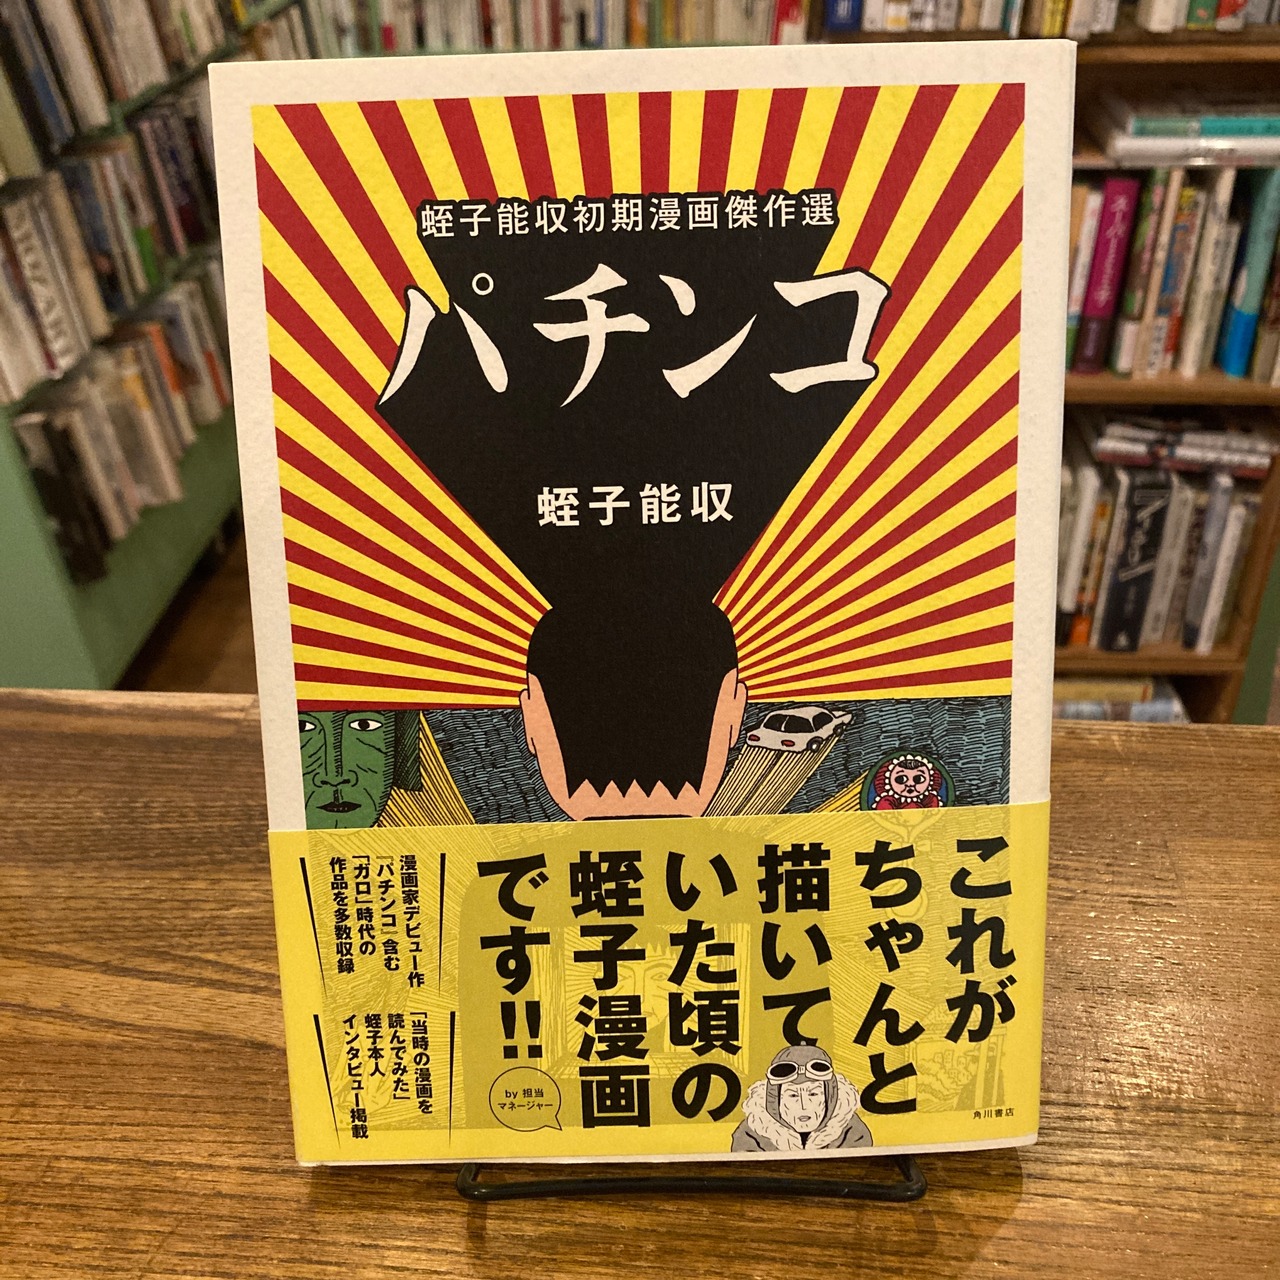 蛭子能収初期漫画傑作選
パチンコ
蛭子能収
これが
ちゃんと
描いて
いた頃の
蛭子漫画
です!!
by 担当
マネージャー
漫画家デビュー作
『パチンコ』含む
「ガロ」時代の
作品を多数収録
「当時の漫画を
読んでみた」
蛭子本人
インタビュー掲載
角川書店